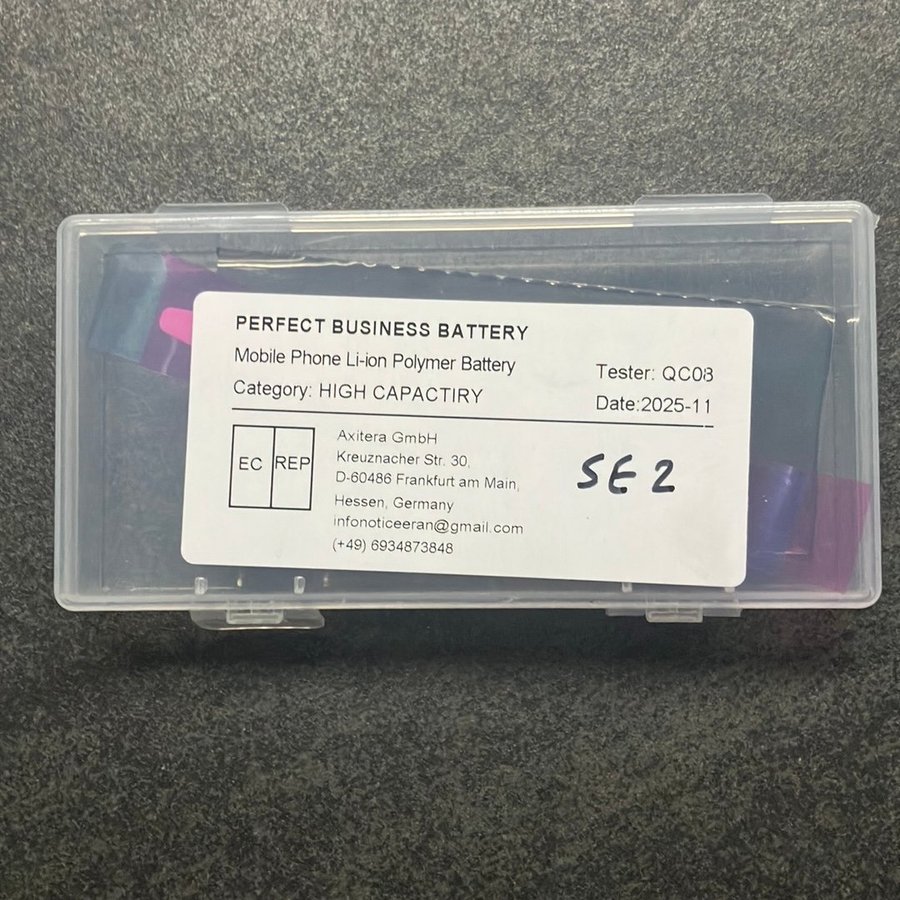 PERFECT BUSINESS BATTERY
Mobile Phone Li-ion Polymer Battery
Category: HIGH CAPACTIRY
Tester: QC08
Date:2025-11
EC REP
Axitera GmbH
Kreuznacher Str. 30,
D-60486 Frankfurt am Main,
Hessen, Germany
infonoticeeran@gmail.com
(+49) 6934873848
SE 2